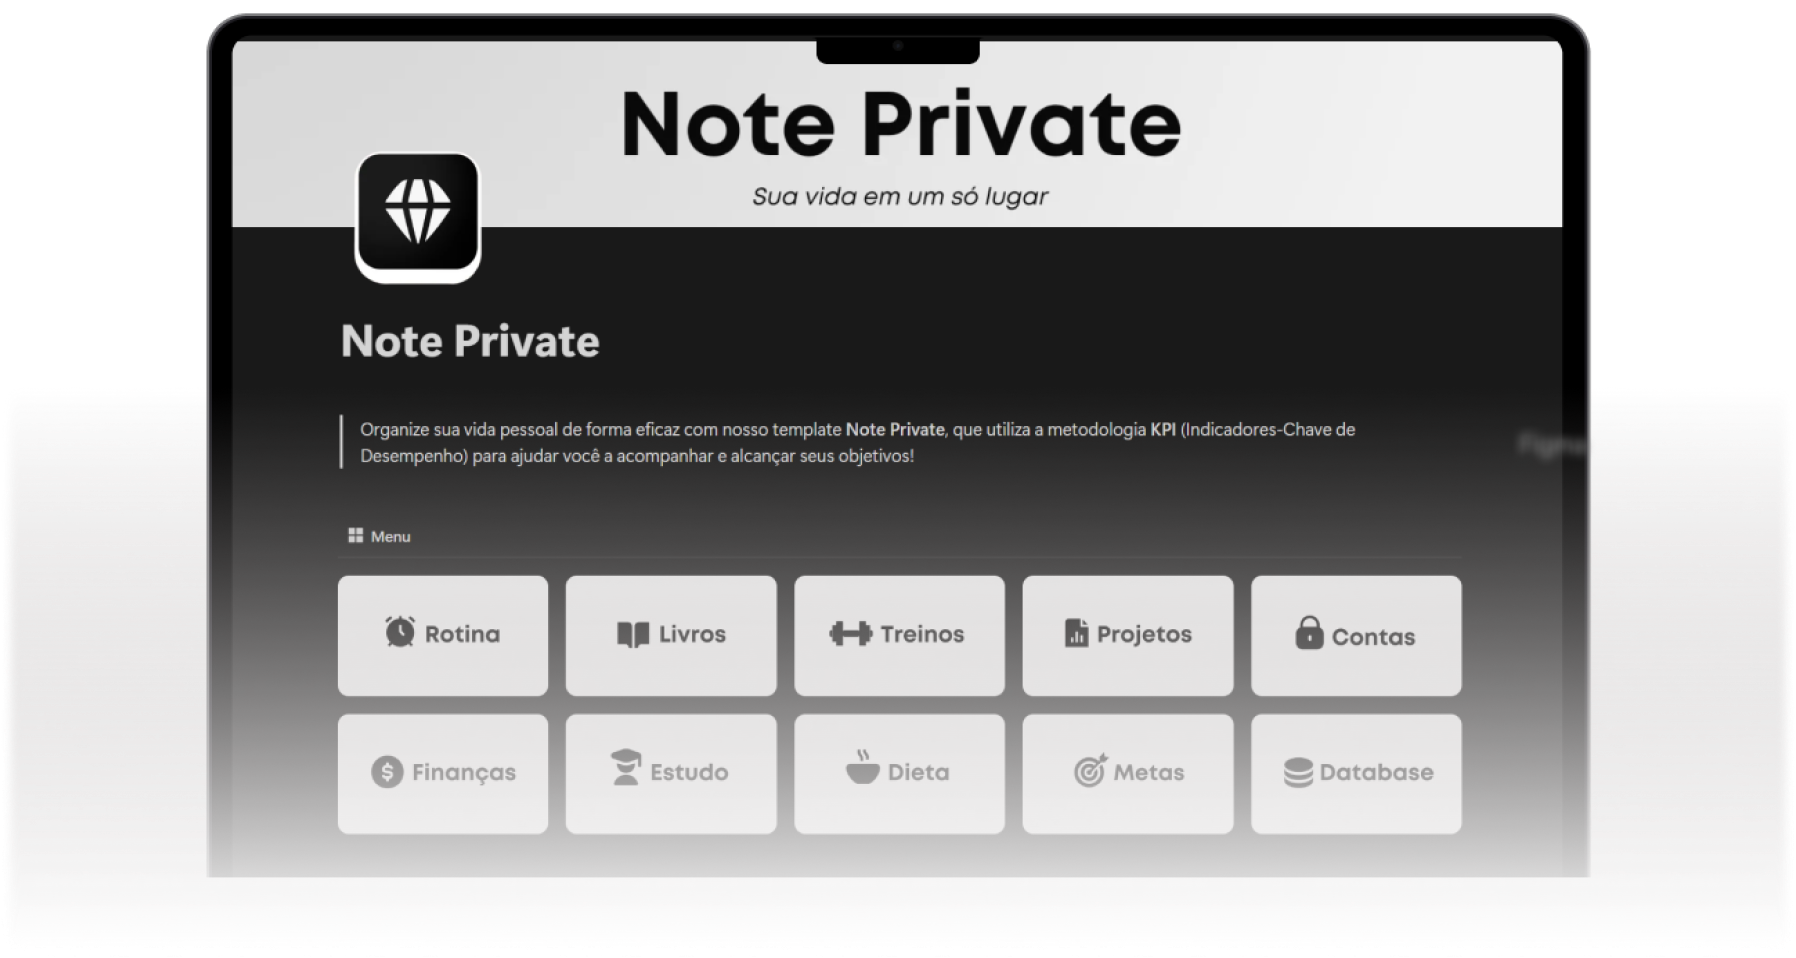 Note Private
Sua vida em um só lugar
Note Private
Organize sua vida pessoal de forma eficaz com nosso template Note Private, que utiliza a metodologia KPI (Indicadores-Chave de
Desempenho) para ajudar você a acompanhar e alcançar seus objetivos!
Figma
Menu
Rotina
Livros
Treinos
Projetos
Contas
Finanças
Estudo
Dieta
Metas
Database